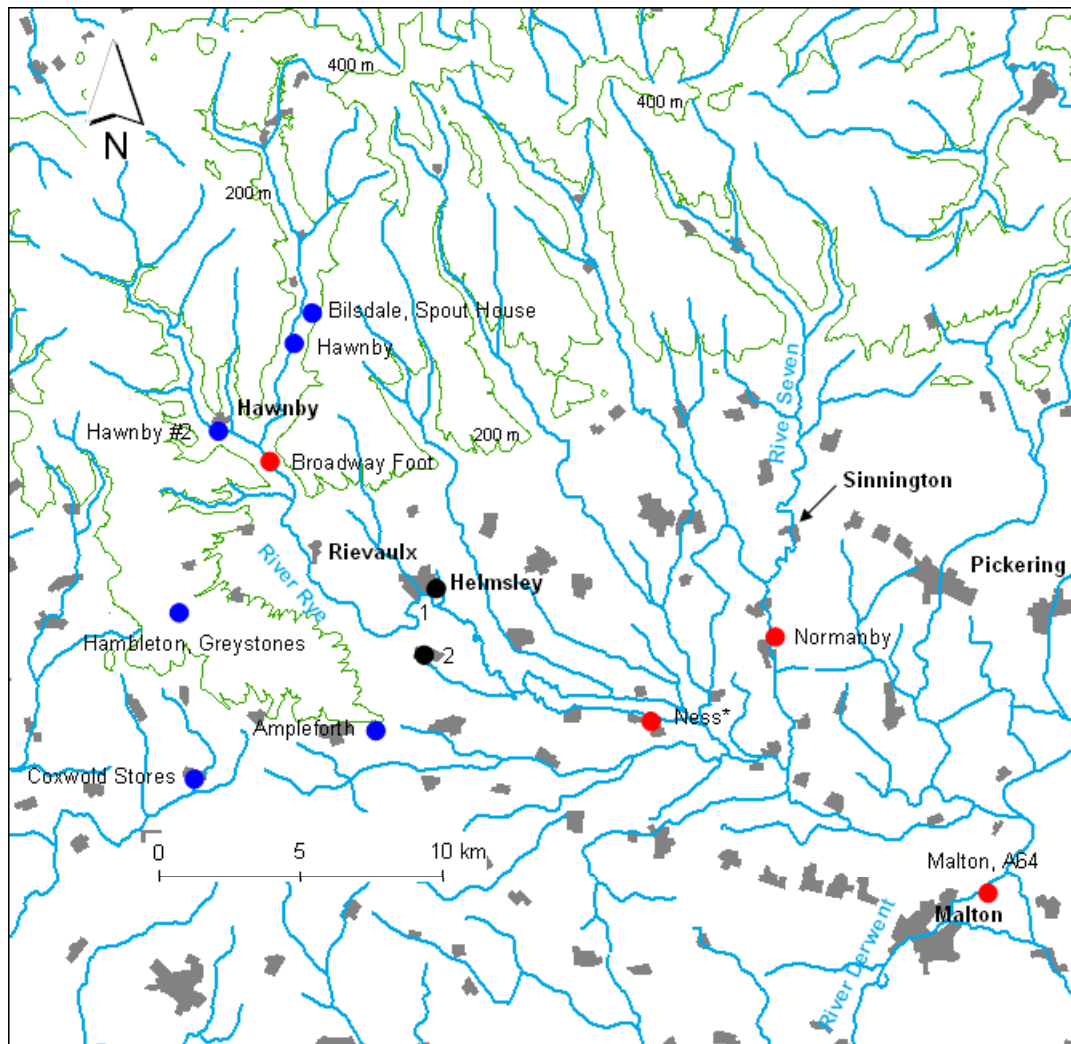 400 m
400 m
N
200 m
Bilsdale, Spout House
Hawnby
River Seven
Hawnby
Hawnby #2
200 m
Broadway Foot
Sinnington
Rievaulx
River Rye
Pickering
Helmsley
1
Hambleton, Greystones
Normanby
2
Ness*
Ampleforth
Coxwold Stores
0
5
10 km
Malton, A64
Malton
River Derwent